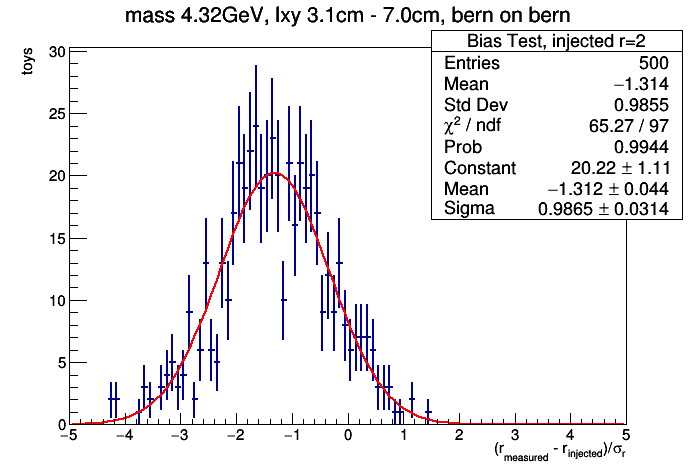 mass 4.32GeV, lxy 3.1cm - 7.0cm, bern on bern
Bias Test, injected r=2
Entries 500
Mean −1.314
Std Dev 0.9855
χ² / ndf 65.27 / 97
Prob 0.9944
Constant 20.22 ± 1.11
Mean −1.312 ± 0.044
Sigma 0.9865 ± 0.0314
toys
30
25
20
15
10
5
0
−5 −4 −3 −2 −1 0 1 2 3 4 5
(r_measured - r_injected)/σ_r